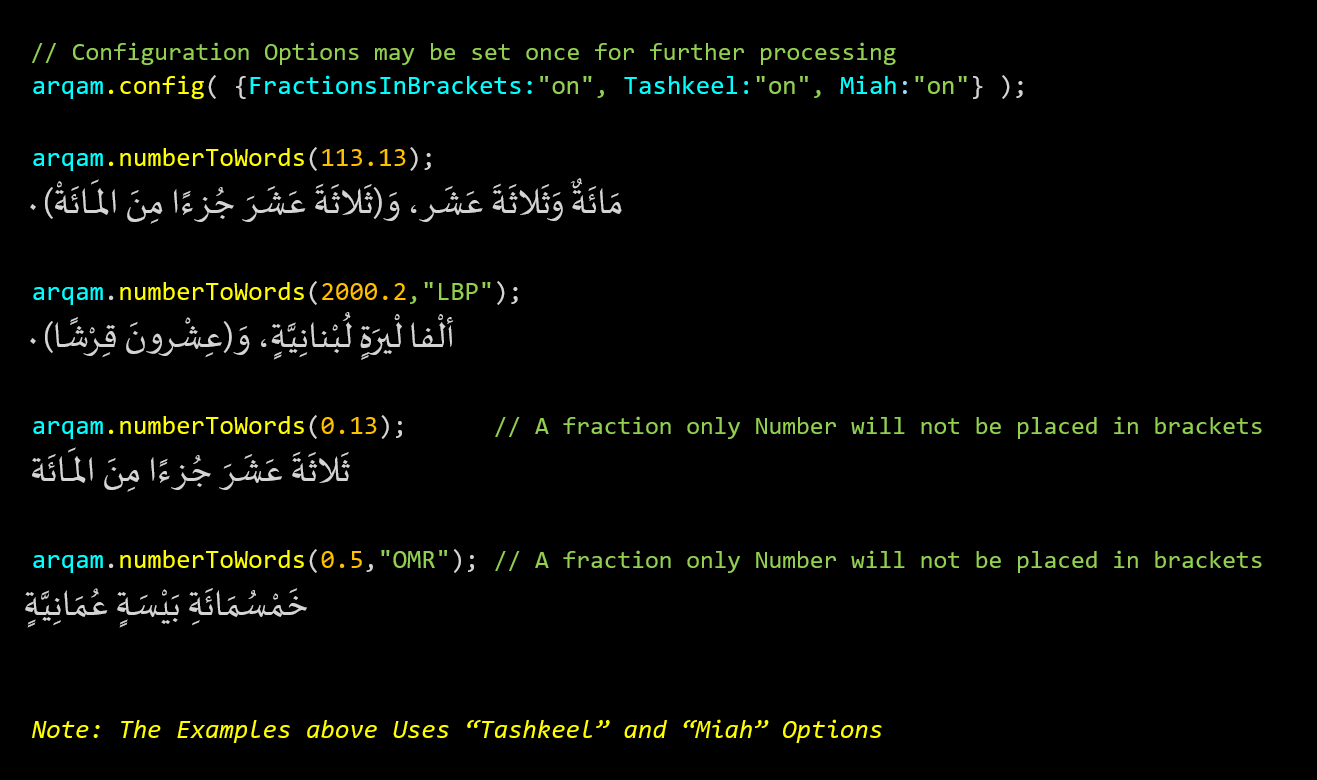 // Configuration Options may be set once for further processing
arqam.config( {FractionsInBrackets:"on", Tashkeel:"on", Miah:"on"} );
arqam.numberToWords(113.13);
مَائَةٌ وَثَلاثَةَ عَشَر، وَ(ثَلاثَةَ عَشَرَ جُزءًا مِنَ المَائَةْ).
arqam.numberToWords(2000.2,"LBP");
ألْفا لْيرَةٍ لُبْنانِيَّةٍ، وَ(عِشْرونَ قِرْشًا).
arqam.numberToWords(0.13); // A fraction only Number will not be placed in brackets
ثَلاثَةَ عَشَرَ جُزءًا مِنَ المَائَة
arqam.numberToWords(0.5,"OMR"); // A fraction only Number will not be placed in brackets
خَمْسُمَائَةِ بَيْسَةٍ عُمَانِيَّةٍ
Note: The Examples above Uses “Tashkeel” and “Miah” Options